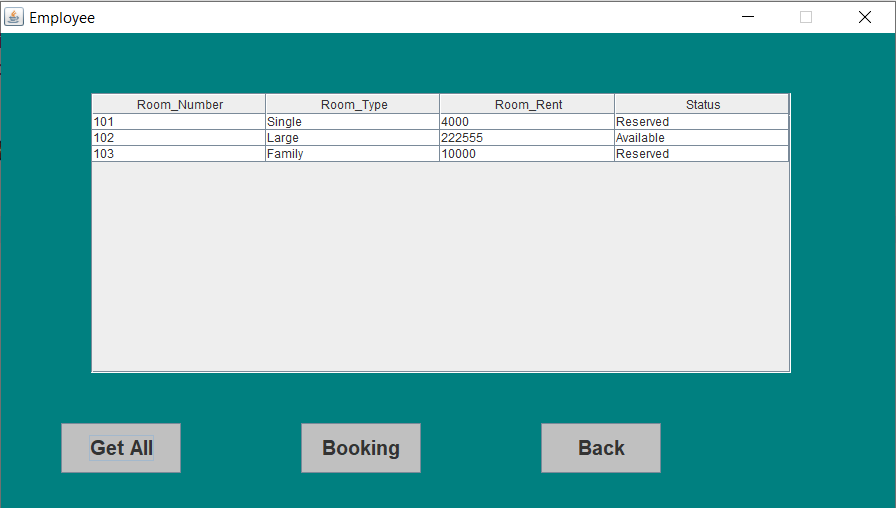 Employee
Room_Number Room_Type Room_Rent Status
101 Single 4000 Reserved
102 Large 222555 Available
103 Family 10000 Reserved
Get All Booking Back